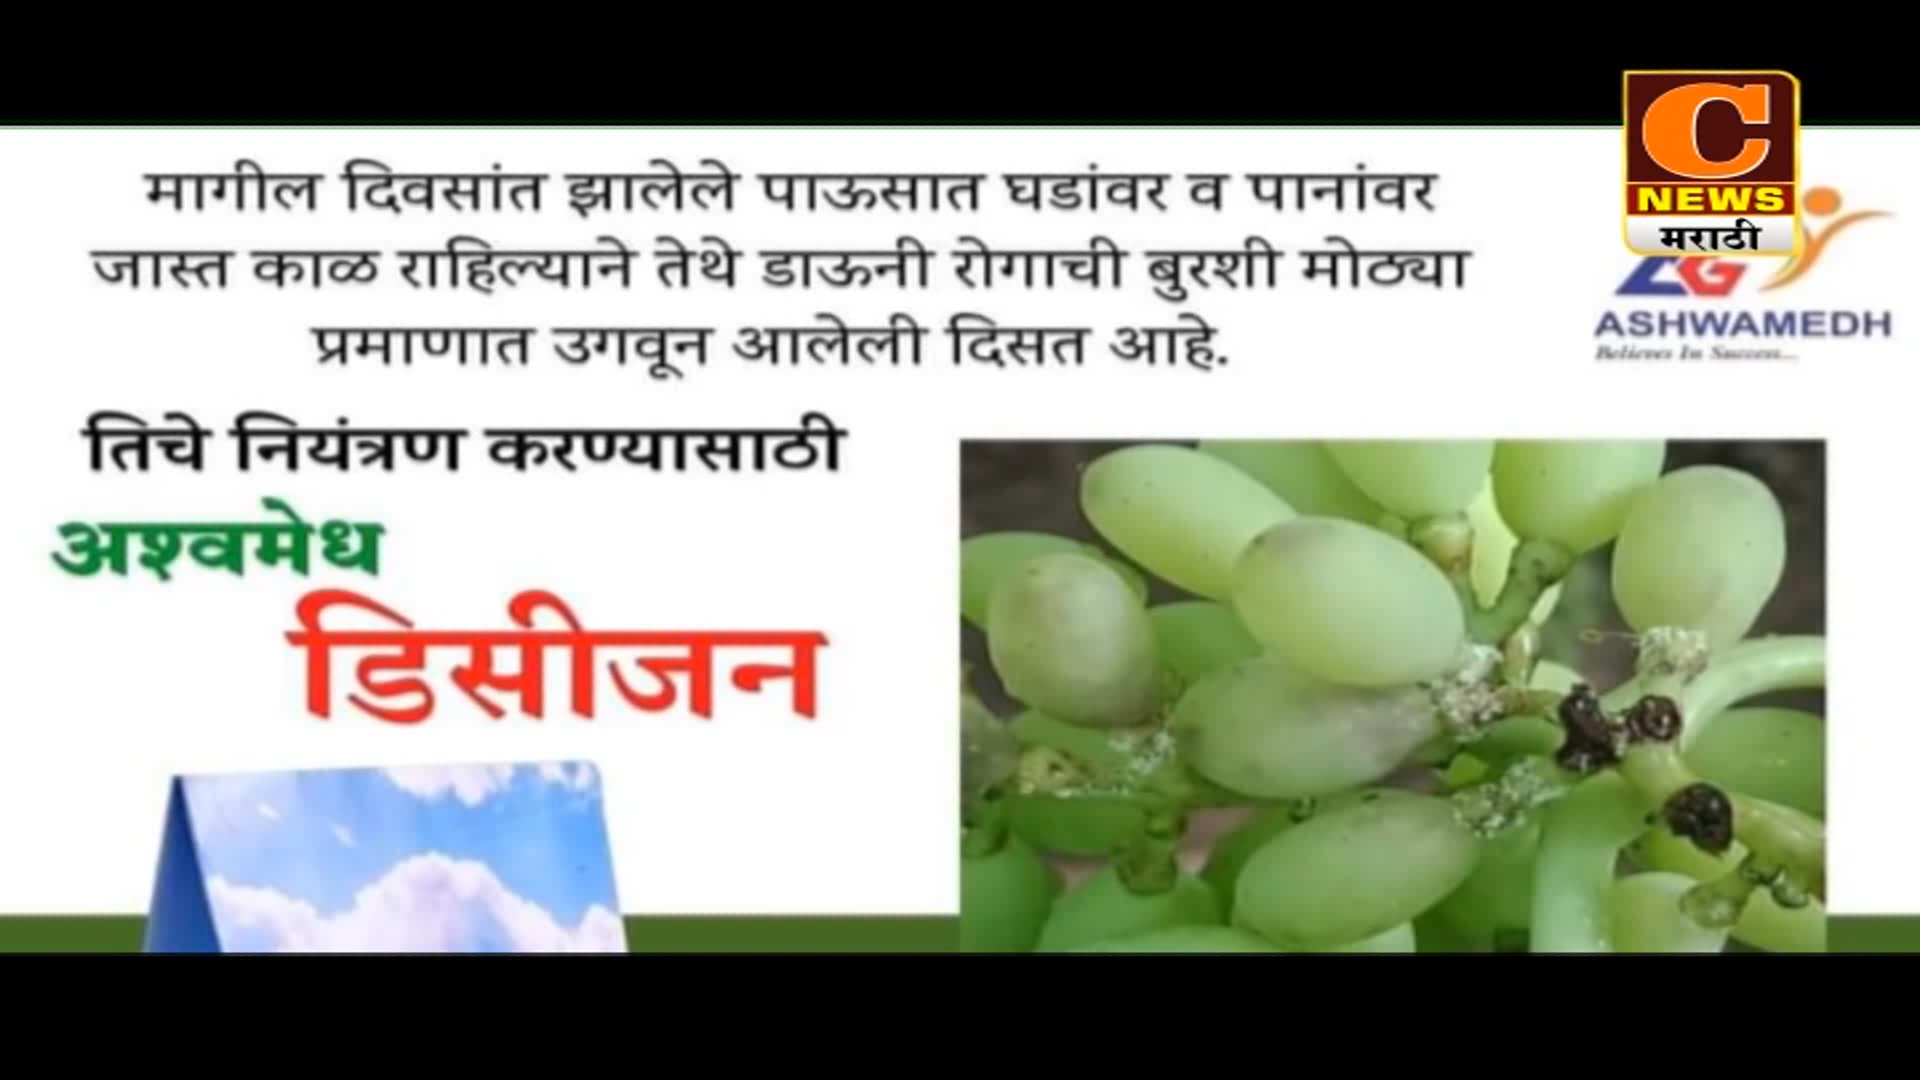 मागील दिवसांत झालेले पाऊसात घडांवर व पानांवर
जास्त काळ राहिल्याने तेथे डाऊनी रोगाची बुरशी मोठ्या
प्रमाणात उगवून आलेली दिसत आहे.
तिचे नियंत्रण करण्यासाठी
अश्वमेध
डिसीजन
C
NEWS
मराठी
AG
ASHWAMEDH
Believes In Success...